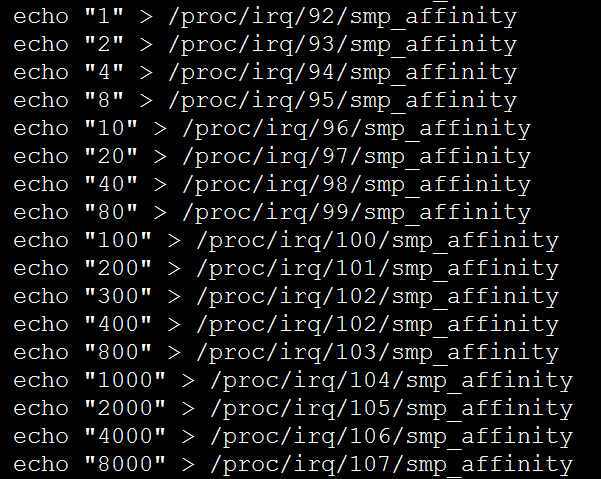 echo "1" > /proc/irq/92/smp_affinity
echo "2" > /proc/irq/93/smp_affinity
echo "4" > /proc/irq/94/smp_affinity
echo "8" > /proc/irq/95/smp_affinity
echo "10" > /proc/irq/96/smp_affinity
echo "20" > /proc/irq/97/smp_affinity
echo "40" > /proc/irq/98/smp_affinity
echo "80" > /proc/irq/99/smp_affinity
echo "100" > /proc/irq/100/smp_affinity
echo "200" > /proc/irq/101/smp_affinity
echo "300" > /proc/irq/102/smp_affinity
echo "400" > /proc/irq/102/smp_affinity
echo "800" > /proc/irq/103/smp_affinity
echo "1000" > /proc/irq/104/smp_affinity
echo "2000" > /proc/irq/105/smp_affinity
echo "4000" > /proc/irq/106/smp_affinity
echo "8000" > /proc/irq/107/smp_affinity